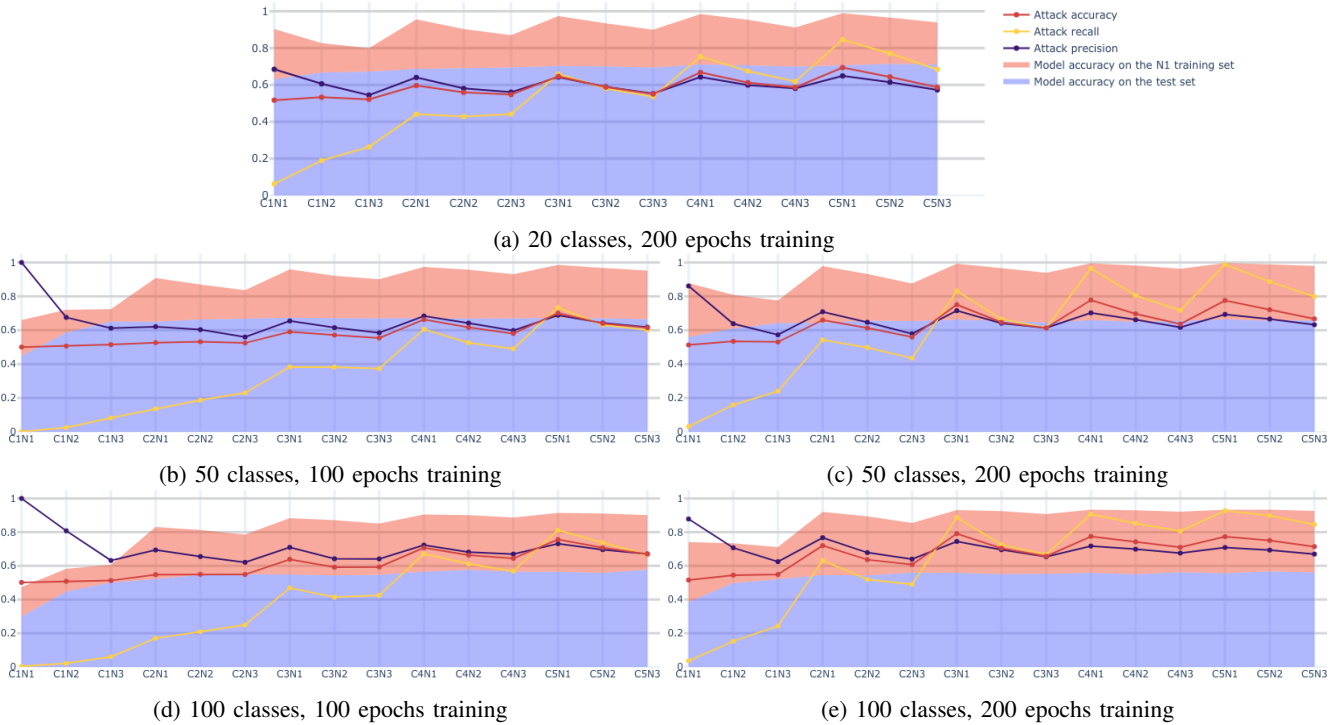 1
0.8
0.6
0.4
0.2
0
C1N1 C1N2 C1N3 C2N1 C2N2 C2N3 C3N1 C3N2 C3N3 C4N1 C4N2 C4N3 C5N1 C5N2 C5N3
Attack accuracy
Attack recall
Attack precision
Model accuracy on the N1 training set
Model accuracy on the test set
(a) 20 classes, 200 epochs training
1
0.8
0.6
0.4
0.2
0
C1N1 C1N2 C1N3 C2N1 C2N2 C2N3 C3N1 C3N2 C3N3 C4N1 C4N2 C4N3 C5N1 C5N2 C5N3
(b) 50 classes, 100 epochs training
1
0.8
0.6
0.4
0.2
0
C1N1 C1N2 C1N3 C2N1 C2N2 C2N3 C3N1 C3N2 C3N3 C4N1 C4N2 C4N3 C5N1 C5N2 C5N3
(c) 50 classes, 200 epochs training
1
0.8
0.6
0.4
0.2
0
C1N1 C1N2 C1N3 C2N1 C2N2 C2N3 C3N1 C3N2 C3N3 C4N1 C4N2 C4N3 C5N1 C5N2 C5N3
(d) 100 classes, 100 epochs training
1
0.8
0.6
0.4
0.2
0
C1N1 C1N2 C1N3 C2N1 C2N2 C2N3 C3N1 C3N2 C3N3 C4N1 C4N2 C4N3 C5N1 C5N2 C5N3
(e) 100 classes, 200 epochs training